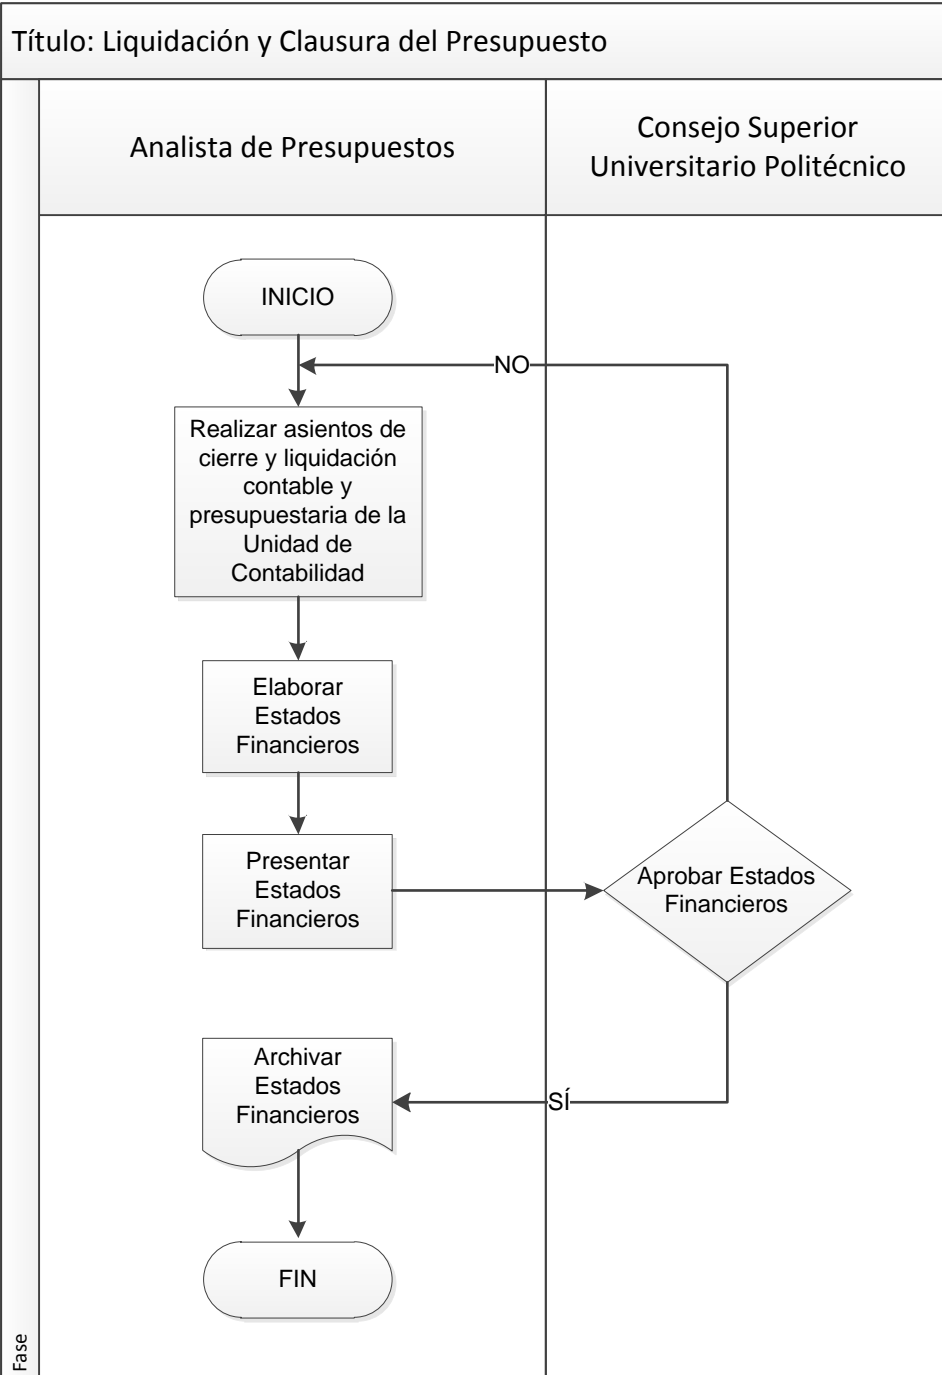 Título: Liquidación y Clausura del Presupuesto
Analista de Presupuestos
Consejo Superior
Universitario Politécnico
INICIO
NO
Realizar asientos de
cierre y liquidación
contable y
presupuestaria de la
Unidad de
Contabilidad
Elaborar
Estados
Financieros
Presentar
Estados
Financieros
Aprobar Estados
Financieros
Archivar
Estados
Financieros
SÍ
FIN
Fase